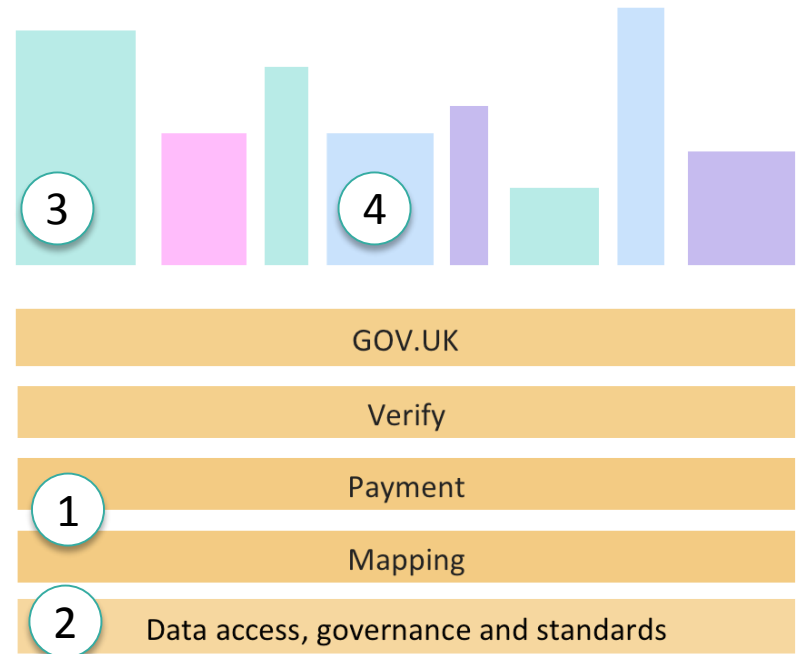 3
4
GOV.UK
Verify
Payment
1
Mapping
2
Data access, governance and standards